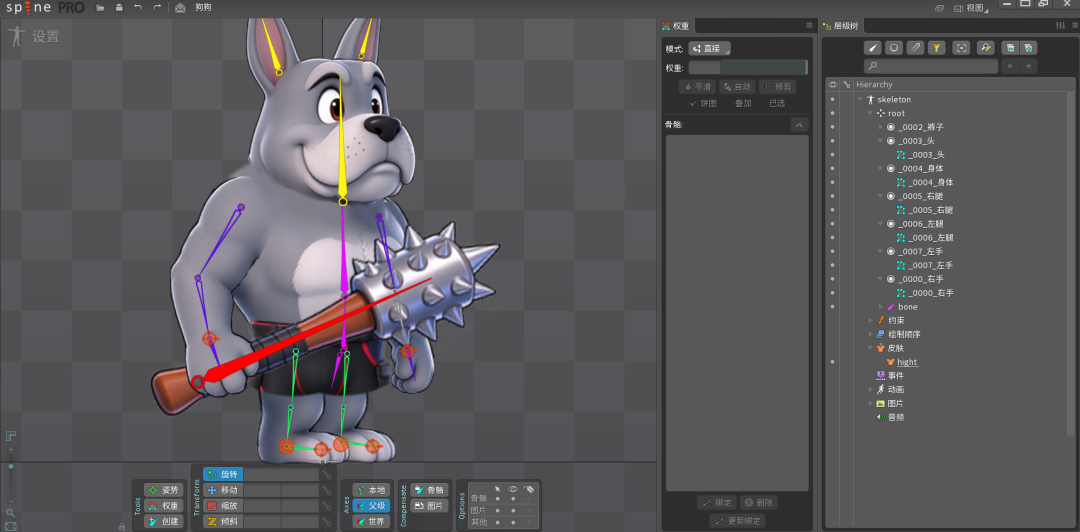 spine PRO
狗狗
视图
设置
权重
模式:
直接
权重:
平滑
自动
修剪
饼图
叠加
已选
骨骼:
绑定
删除
更新绑定
层级树
Hierarchy
skeleton
root
_0002_裤子
_0003_头
_0003_头
_0004_身体
_0004_身体
_0005_右腿
_0005_右腿
_0006_左腿
_0006_左腿
_0007_左手
_0007_左手
_0000_右手
_0000_右手
bone
约束
绘制顺序
皮肤
hight
事件
动画
图片
音频
Tools
姿势
权重
创建
Transform
旋转
移动
缩放
倾斜
Axes
本地
父级
世界
Compensate
骨骼
图片
Options
骨骼
图片
其他